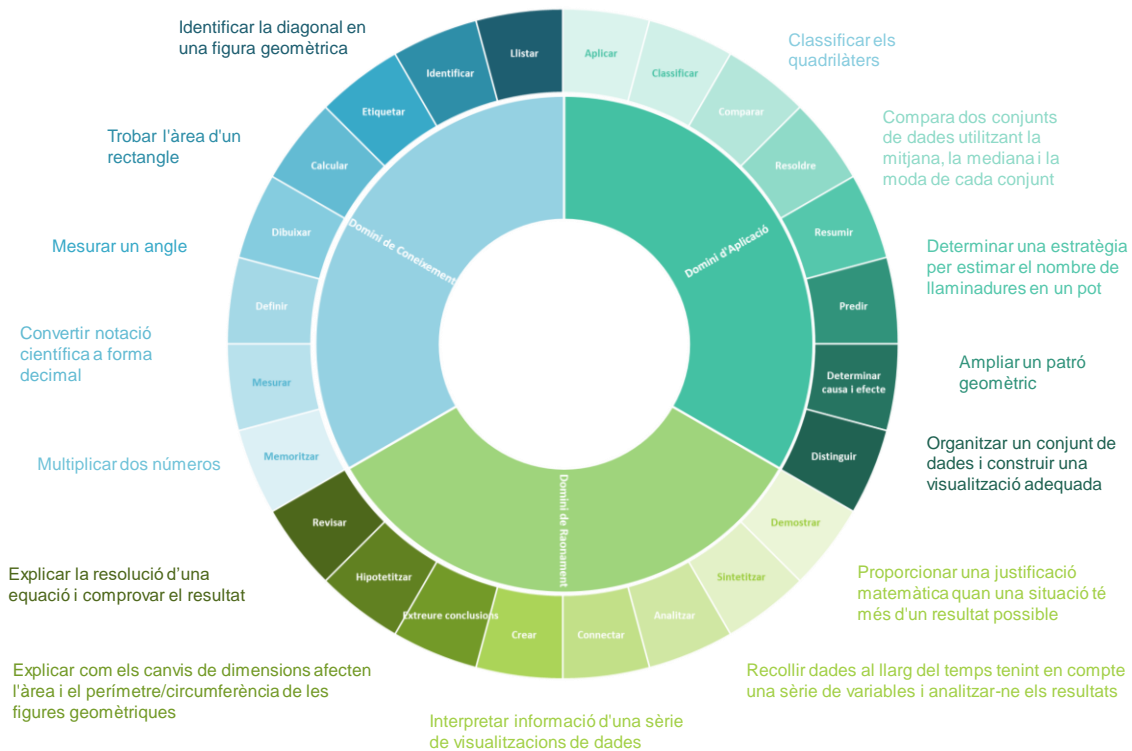 Identificar la diagonal en
una figura geomètrica
Llistar
Aplicar
Classificar els
quadrilàters
Identificar
Classificar
Etiquetar
Comparar
Trobar l'àrea d'un
rectangle
Compara dos conjunts
de dades utilitzant la
mitjana, la mediana i la
moda de cada conjunt
Calcular
Resoldre
Dibuixar
Resumir
Domini de Coneixement
Domini d'Aplicació
Mesurar un angle
Determinar una estratègia
per estimar el nombre de
llaminadures en un pot
Definir
Predir
Convertir notació
científica a forma
decimal
Mesurar
Determinar
causa i efecte
Ampliar un patró
geomètric
Memoritzar
Distinguir
Multiplicar dos números
Organitzar un conjunt de
dades i construir una
visualització adequada
Domini de Raonament
Revisar
Demostrar
Hipotetitzar
Sintetitzar
Extreure conclusions
Crear
Connectar
Analitzar
Explicar la resolució d'una
equació i comprovar el resultat
Proporcionar una justificació
matemàtica quan una situació té
més d'un resultat possible
Explicar com els canvis de dimensions afecten
l'àrea i el perímetre/circumferència de les
figures geomètriques
Recollir dades al llarg del temps tenint en compte
una sèrie de variables i analitzar-ne els resultats
Interpretar informació d'una sèrie
de visualitzacions de dades